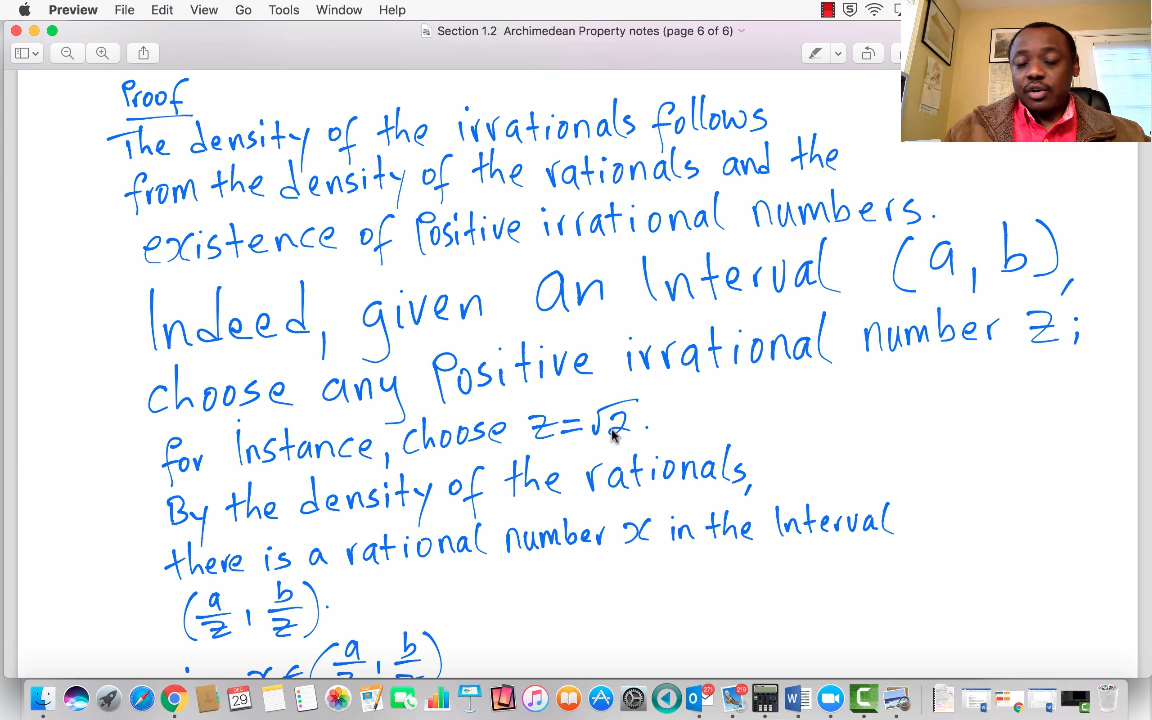 Preview File Edit View Go Tools Window Help
Section 1.2 Archimedean Property notes (page 6 of 6)
Proof
The density of the irrationals follows
from the density of the rationals and the
existence of Positive irrational numbers.
Indeed, given an Interval (a, b),
choose any Positive irrational number z;
for instance, choose z=√2.
By the density of the rationals,
there is a rational number x in the Interval
(a/z, b/z).